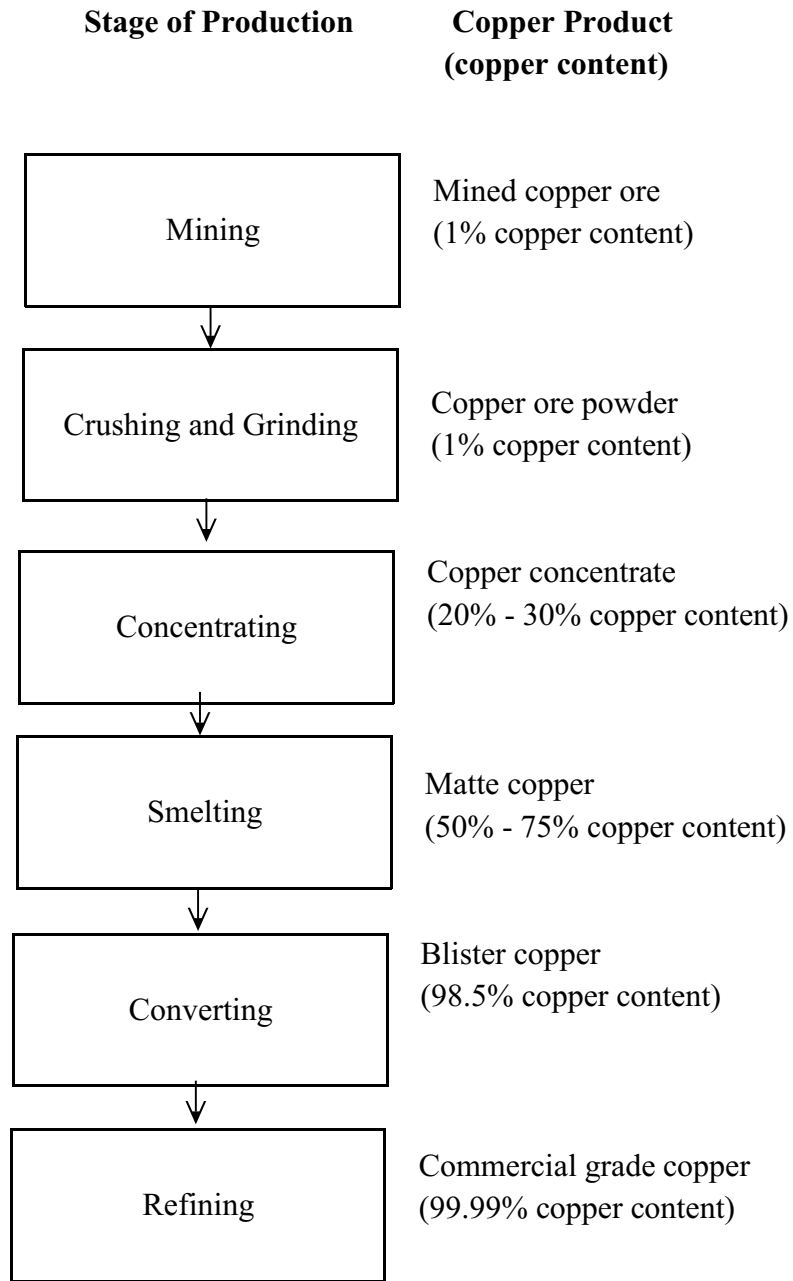 Stage of Production
Copper Product
(copper content)
Mining
Mined copper ore
(1% copper content)
Crushing and Grinding
Copper ore powder
(1% copper content)
Concentrating
Copper concentrate
(20% - 30% copper content)
Smelting
Matte copper
(50% - 75% copper content)
Converting
Blister copper
(98.5% copper content)
Refining
Commercial grade copper
(99.99% copper content)